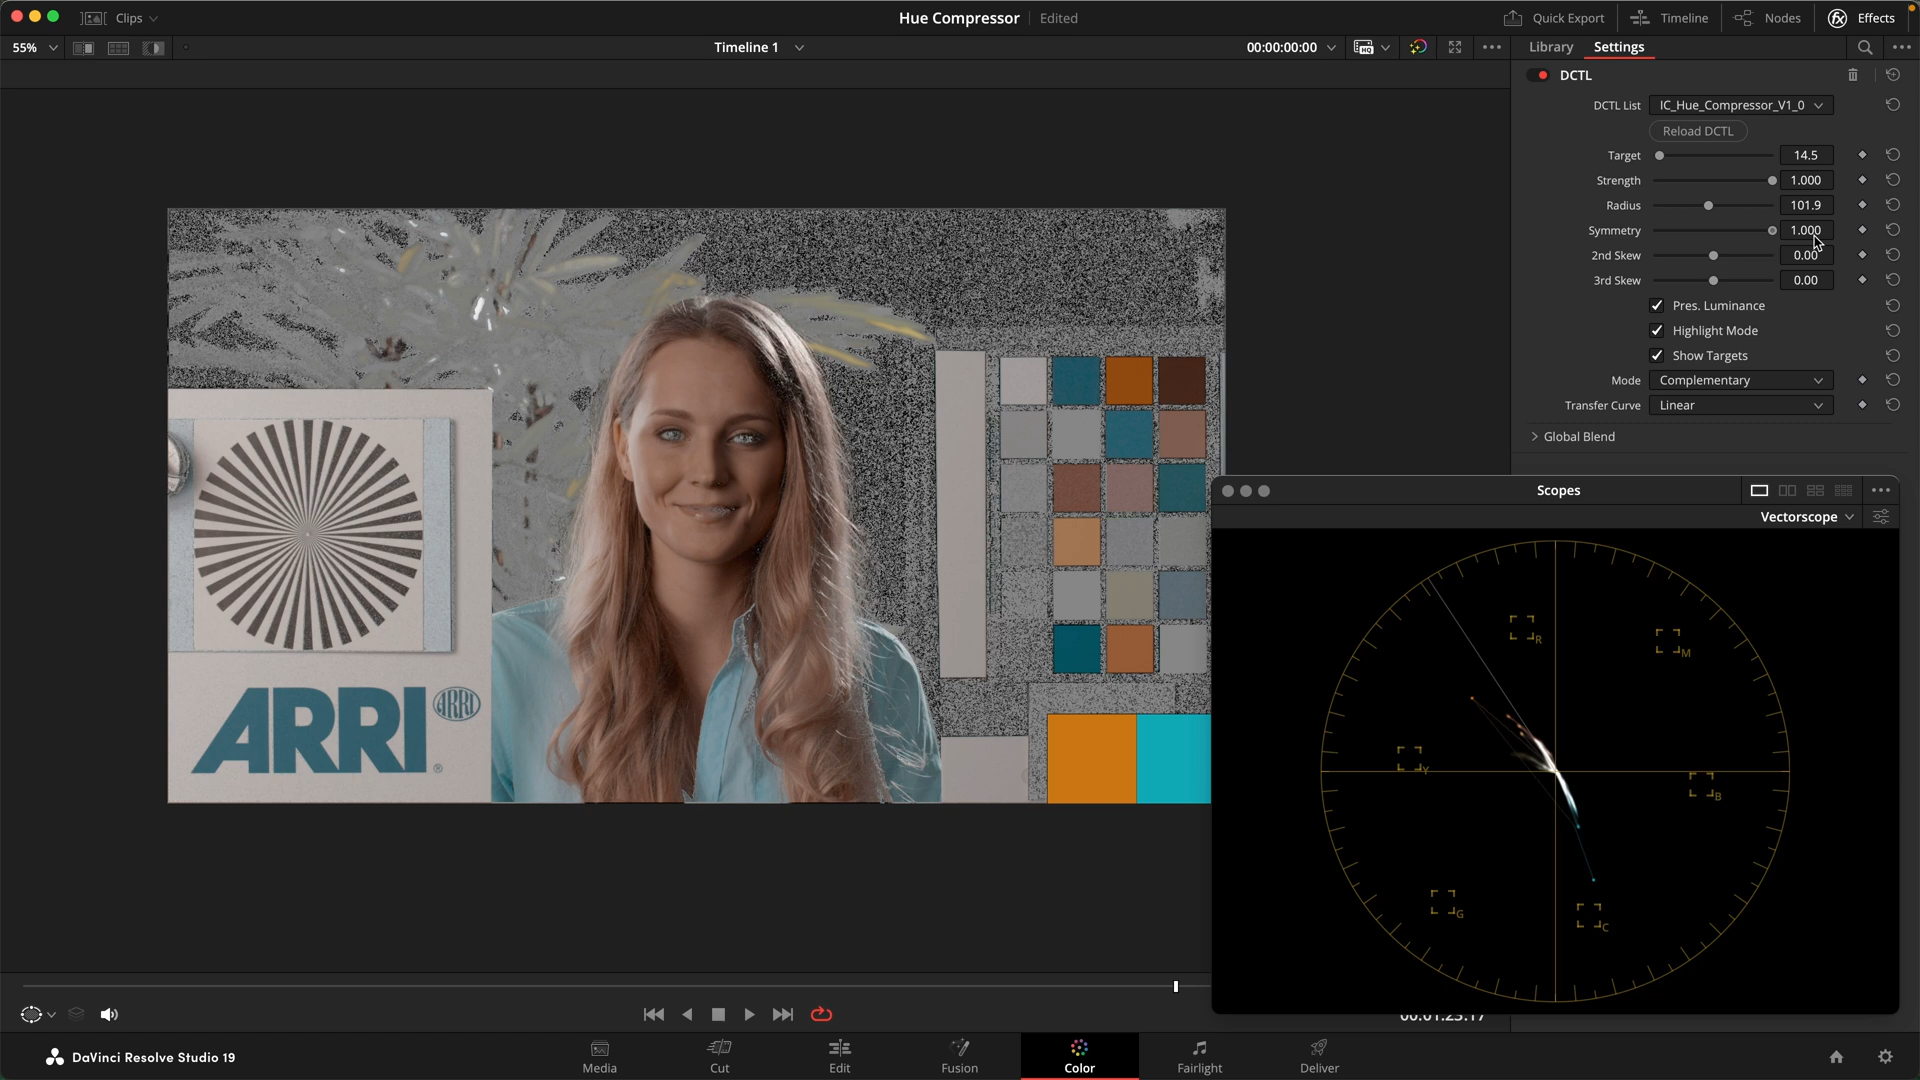 Clips
Hue Compressor
Edited
Quick Export
Timeline
Nodes
fx
Effects
55%
Timeline 1
00:00:00:00
HQ
Library
Settings
DCTL
DCTL List
IC_Hue_Compressor_V1_0
Reload DCTL
Target
14.5
Strength
1.000
Radius
101.9
Symmetry
1.000
2nd Skew
0.00
3rd Skew
0.00
Pres. Luminance
Highlight Mode
Show Targets
Mode
Complementary
Transfer Curve
Linear
Global Blend
Scopes
Vectorscope
R
M
Y
B
G
C
ARRI
ARRI
®
DaVinci Resolve Studio 19
Media
Cut
Edit
Fusion
Color
Fairlight
Deliver